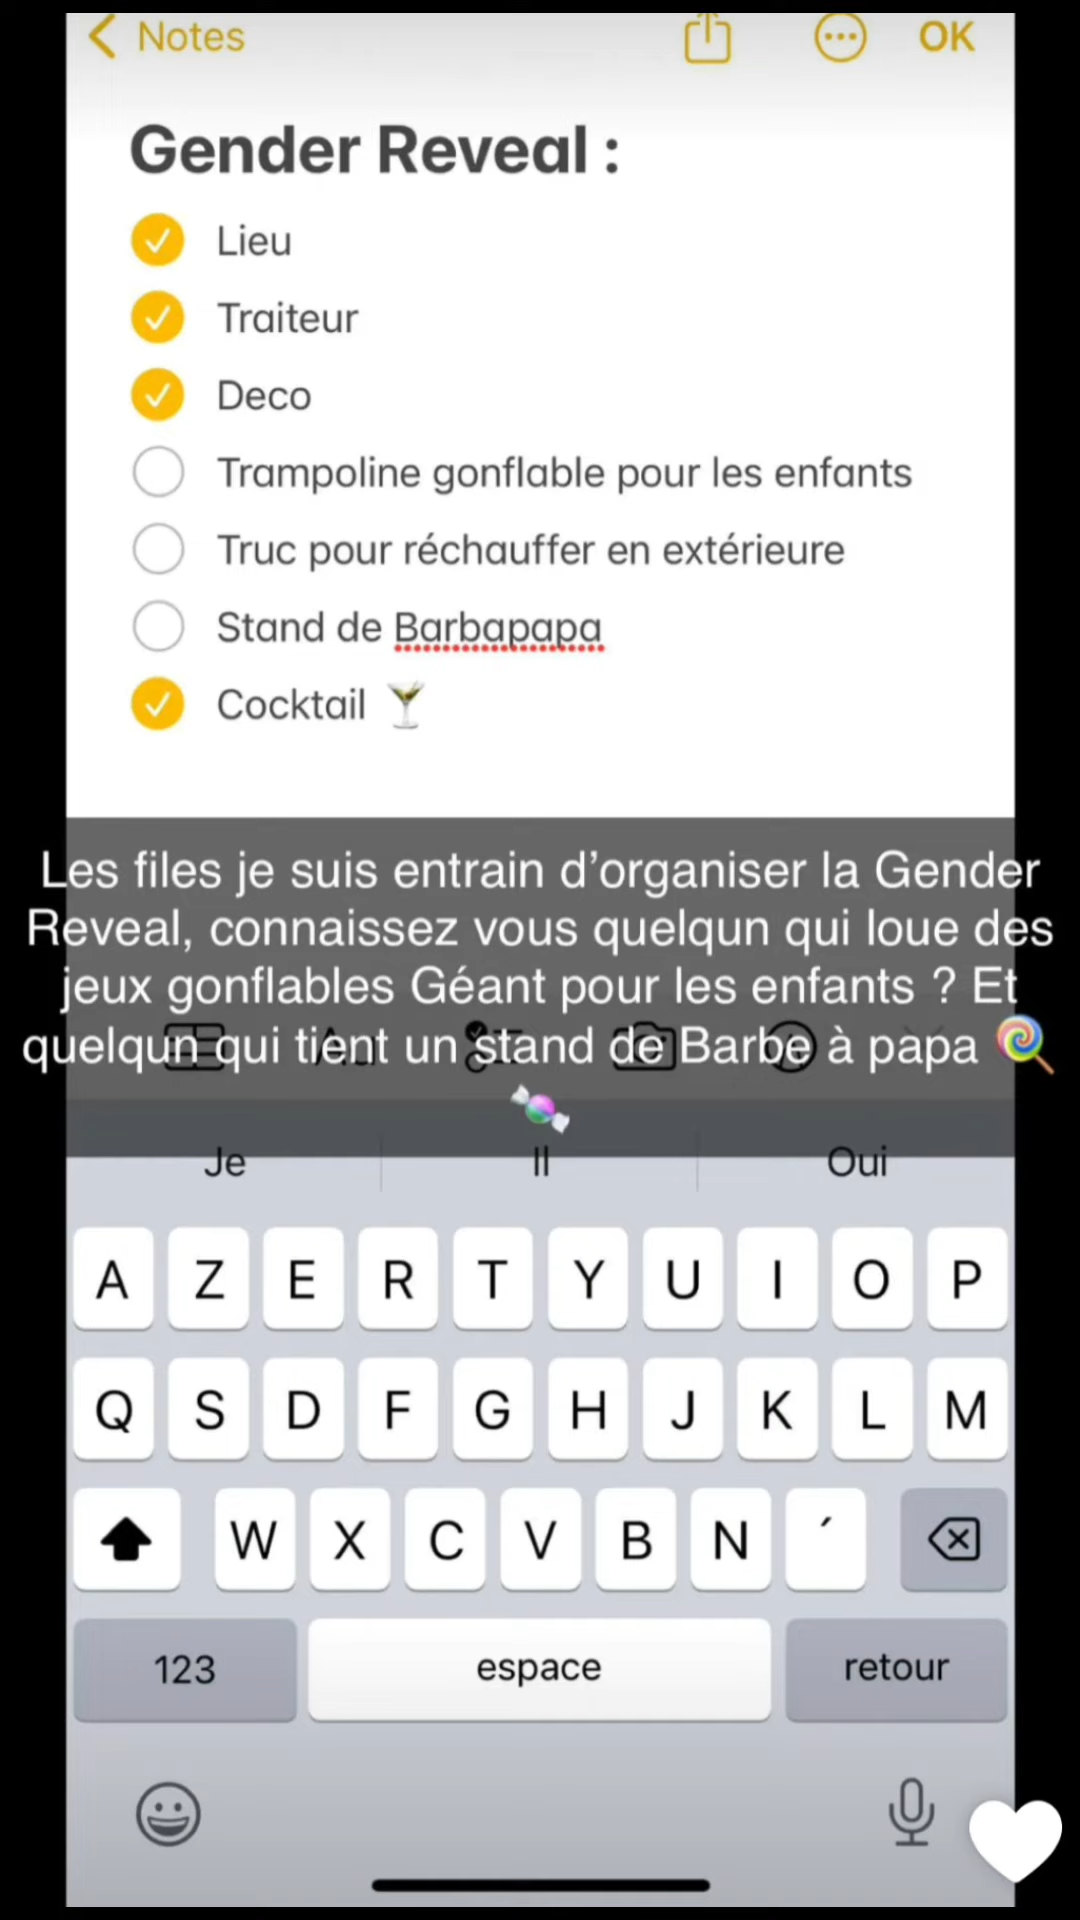 Notes OK
Gender Reveal :
Lieu
Traiteur
Deco
Trampoline gonflable pour les enfants
Truc pour réchauffer en extérieure
Stand de Barbapapa
Cocktail 🍸
Les files je suis entrain d’organiser la Gender
Reveal, connaissez vous quelqun qui loue des
jeux gonflables Géant pour les enfants ? Et
quelqun qui tient un stand de Barbe à papa 🍭
🍬
Je Il Oui
A Z E R T Y U I O P
Q S D F G H J K L M
W X C V B N ´
123 espace retour